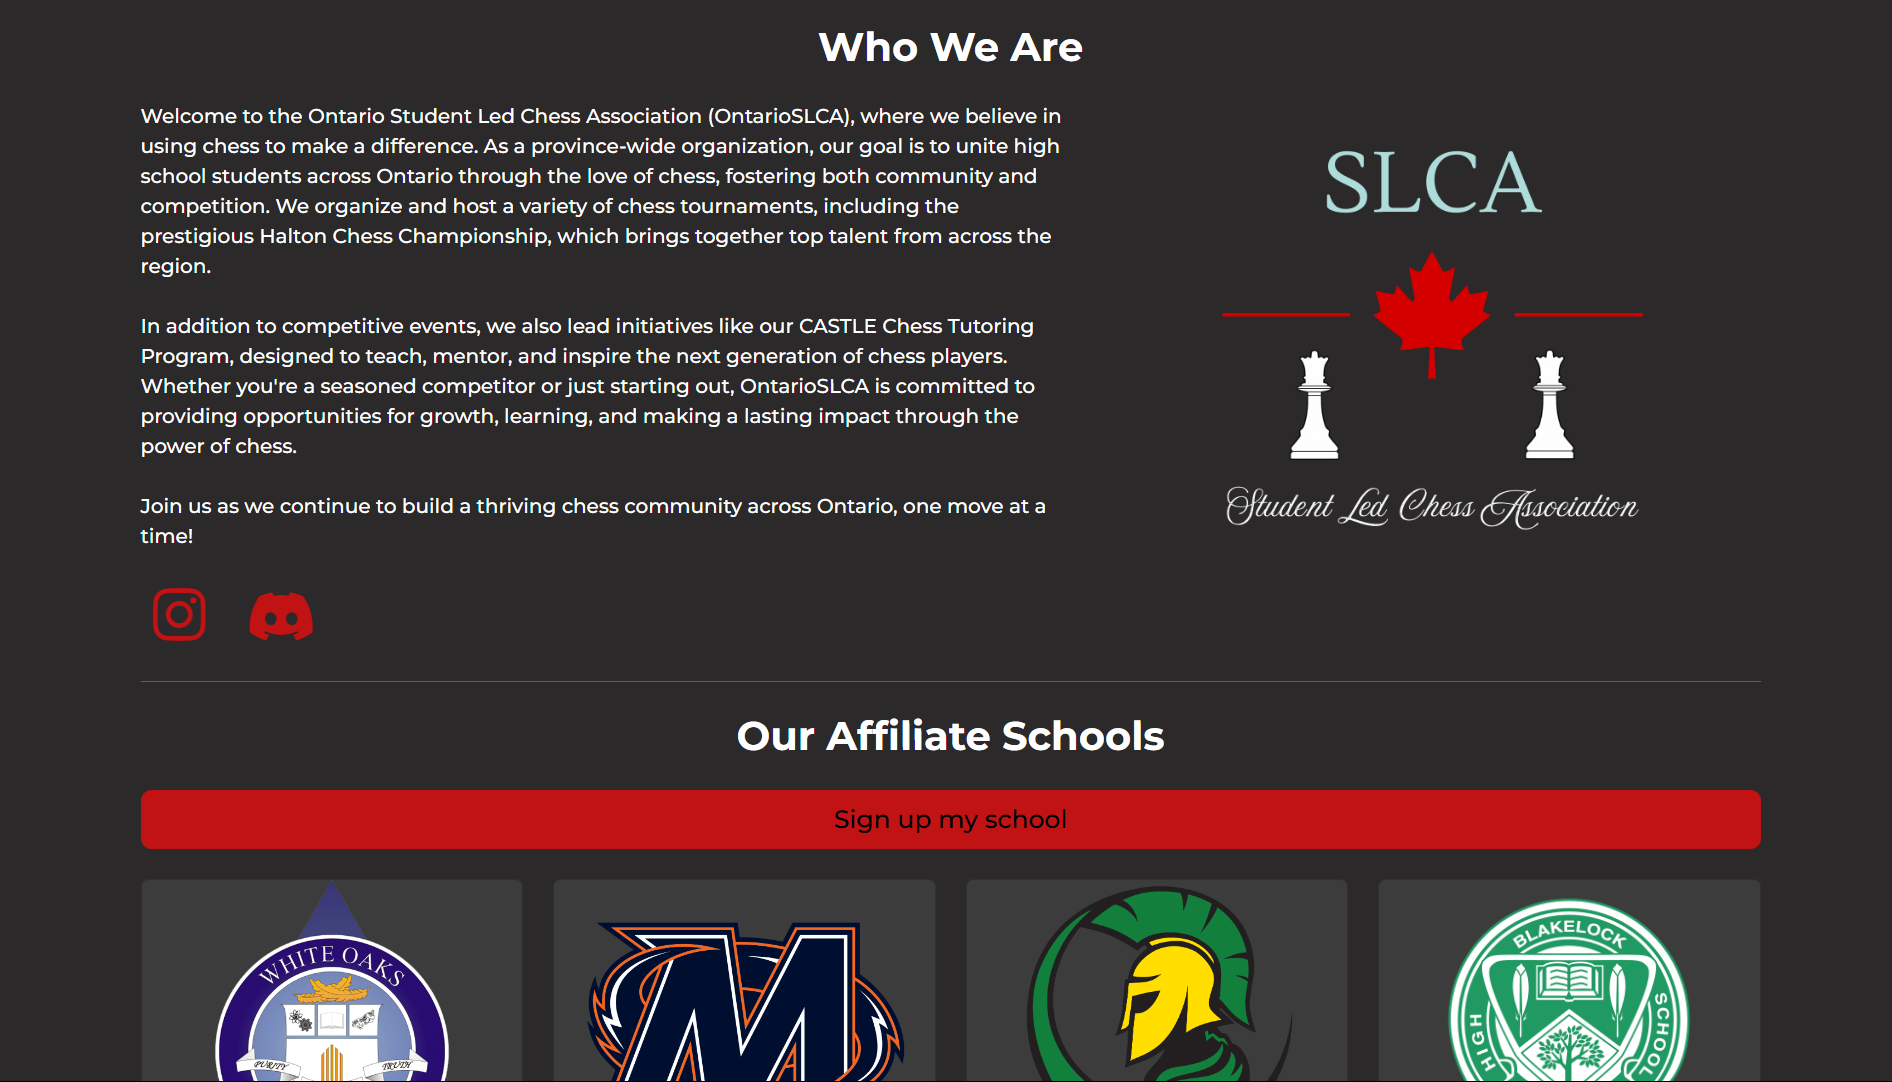 Who We Are
Welcome to the Ontario Student Led Chess Association (OntarioSLCA), where we believe in
using chess to make a difference. As a province-wide organization, our goal is to unite high
school students across Ontario through the love of chess, fostering both community and
competition. We organize and host a variety of chess tournaments, including the
prestigious Halton Chess Championship, which brings together top talent from across the
region.
In addition to competitive events, we also lead initiatives like our CASTLE Chess Tutoring
Program, designed to teach, mentor, and inspire the next generation of chess players.
Whether you're a seasoned competitor or just starting out, OntarioSLCA is committed to
providing opportunities for growth, learning, and making a lasting impact through the
power of chess.
Join us as we continue to build a thriving chess community across Ontario, one move at a
time!
SLCA
Student Led Chess Association
Our Affiliate Schools
Sign up my school
WHITE OAKS
PURITY
TRUTH
M
BLAKELOCK
HIGH
SCHOOL